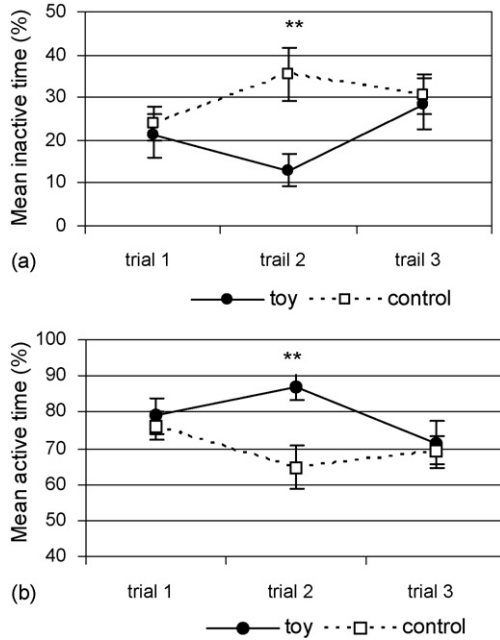 Mean inactive time (%)
50
40
30
20
10
0
**
(a)
trial 1 trail 2 trail 3
toy control
Mean active time (%)
100
90
80
70
60
50
40
**
(b)
trial 1 trial 2 trial 3
toy control